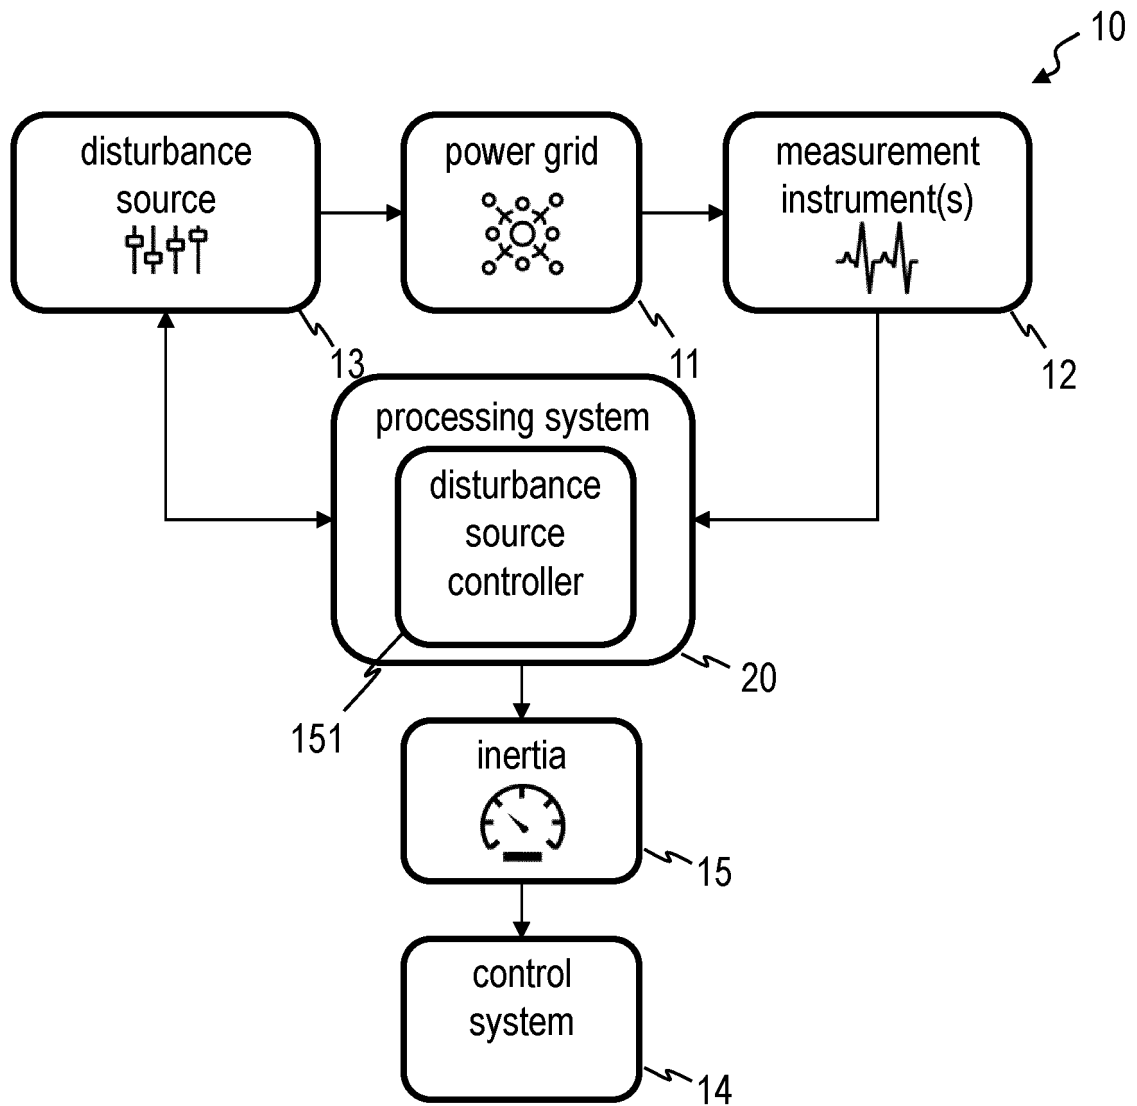 10
disturbance
source
power grid
measurement
instrument(s)
13
11
12
processing system
disturbance
source
controller
20
151
inertia
15
control
system
14